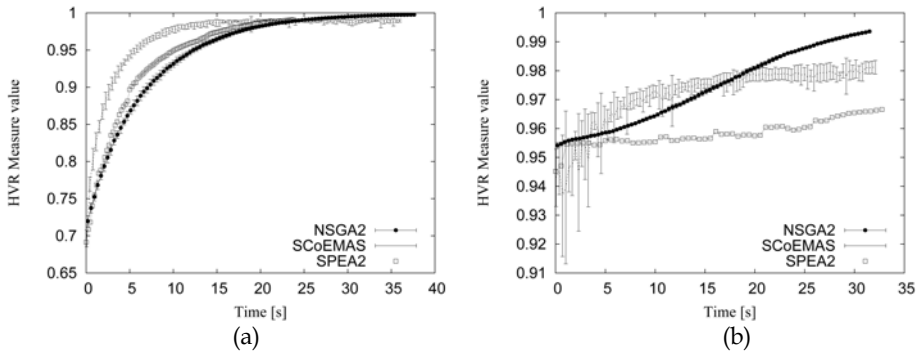 1
0.95
0.9
0.85
0.8
0.75
0.7
0.65
HVR Measure value
0 5 10 15 20 25 30 35 40
Time [s]
NSGA2
SCoEMAS
SPEA2
(a)
1
0.99
0.98
0.97
0.96
0.95
0.94
0.93
0.92
0.91
HVR Measure value
0 5 10 15 20 25 30 35
Time [s]
NSGA2
SCoEMAS
SPEA2
(b)